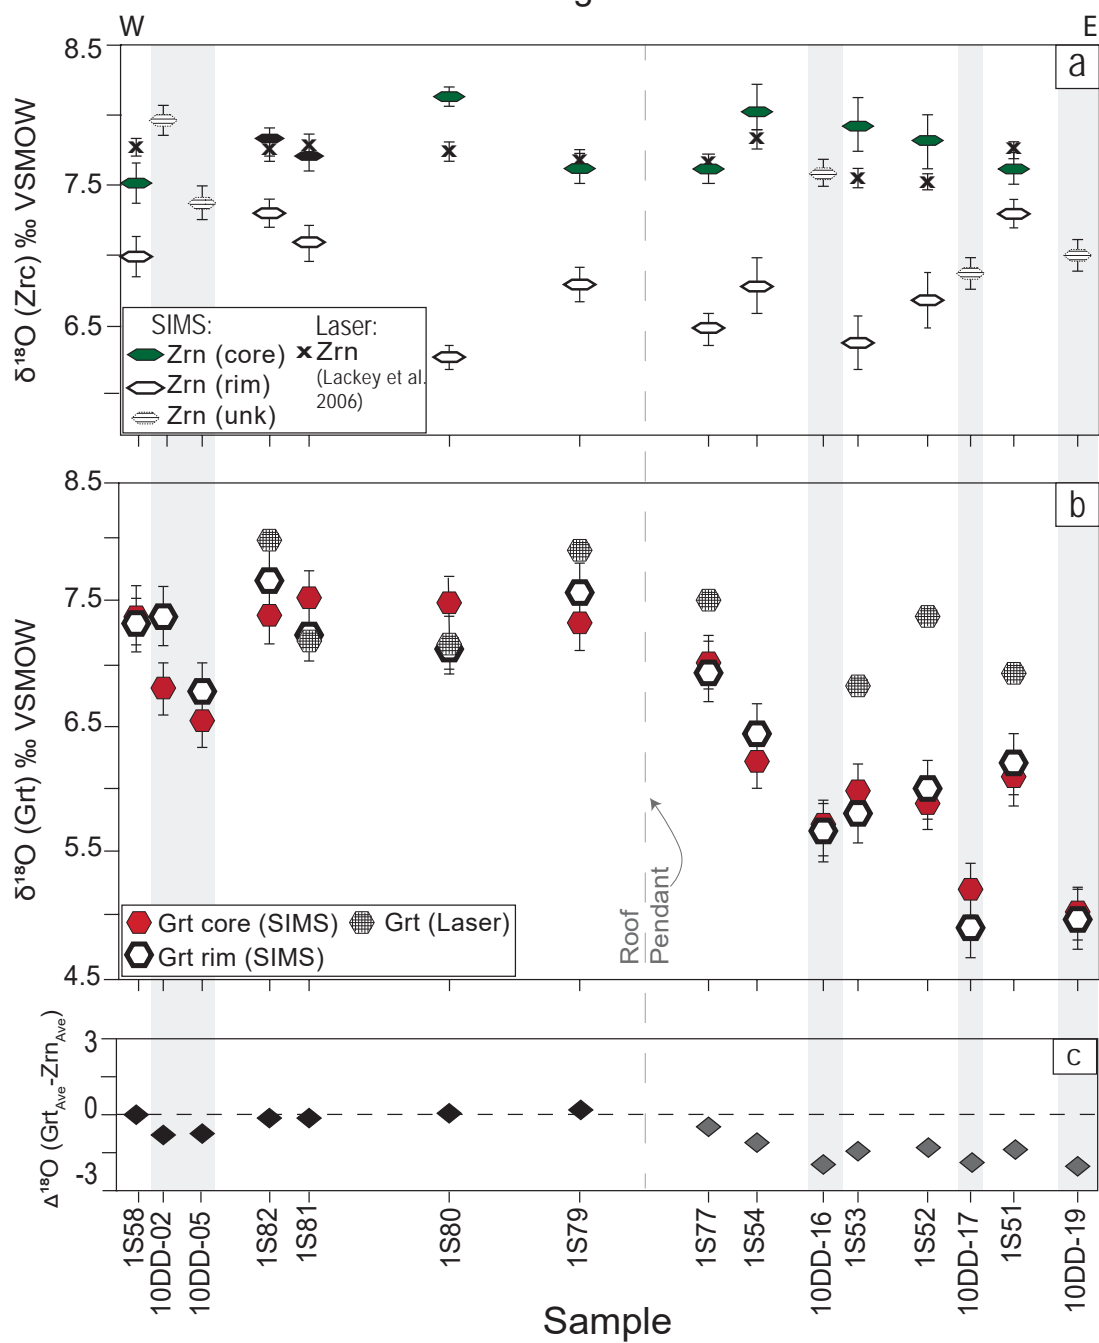 W
E
8.5
7.5
6.5
δ¹⁸O (Zrc) ‰ VSMOW
a
SIMS:
Laser:
Zrn (core)
Zrn (rim)
Zrn (unk)
x Zrn
(Lackey et al.
2006)
8.5
7.5
6.5
5.5
4.5
δ¹⁸O (Grt) ‰ VSMOW
b
Roof
Pendant
Grt core (SIMS)
Grt (Laser)
Grt rim (SIMS)
3
0
-3
Δ¹⁸O (Grt_Ave-Zrn_Ave)
c
1S58
10DD-02
10DD-05
1S82
1S81
1S80
1S79
1S77
1S54
10DD-16
1S53
1S52
10DD-17
1S51
10DD-19
Sample